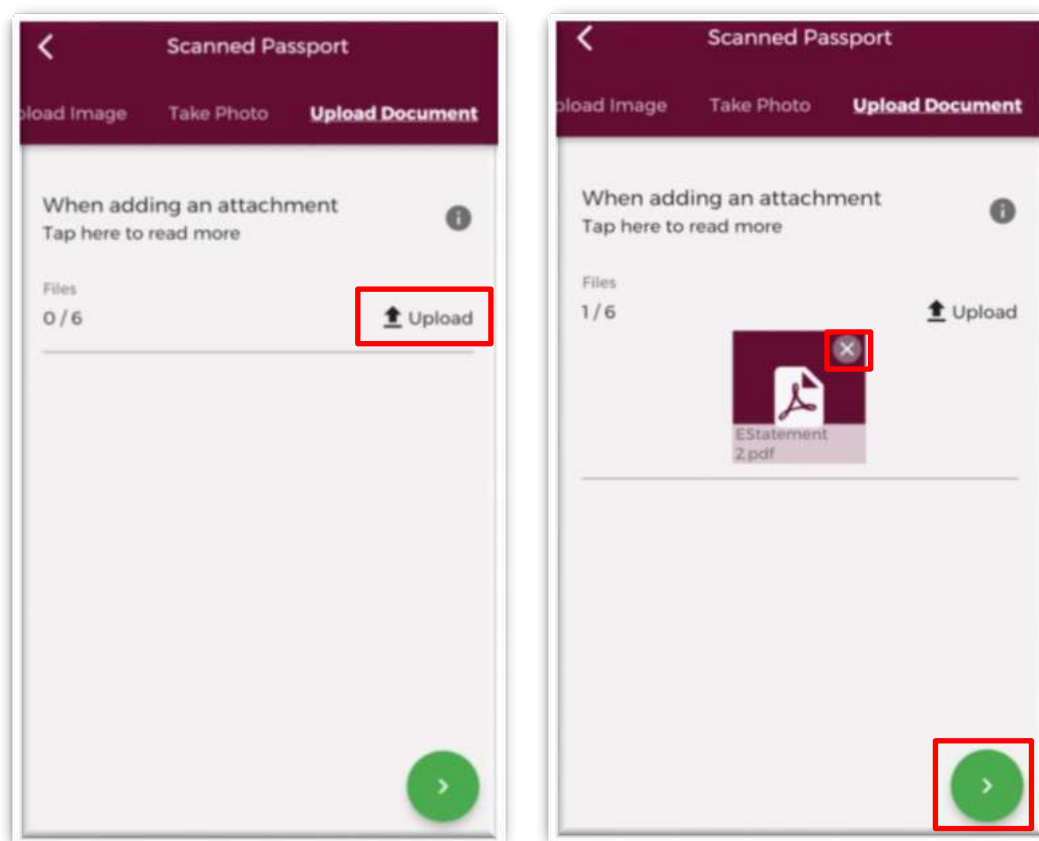 Scanned Passport
pload Image Take Photo Upload Document
When adding an attachment
Tap here to read more
Files
0 / 6 Upload
Scanned Passport
pload Image Take Photo Upload Document
When adding an attachment
Tap here to read more
Files
1 / 6 Upload
EStatement
2.pdf